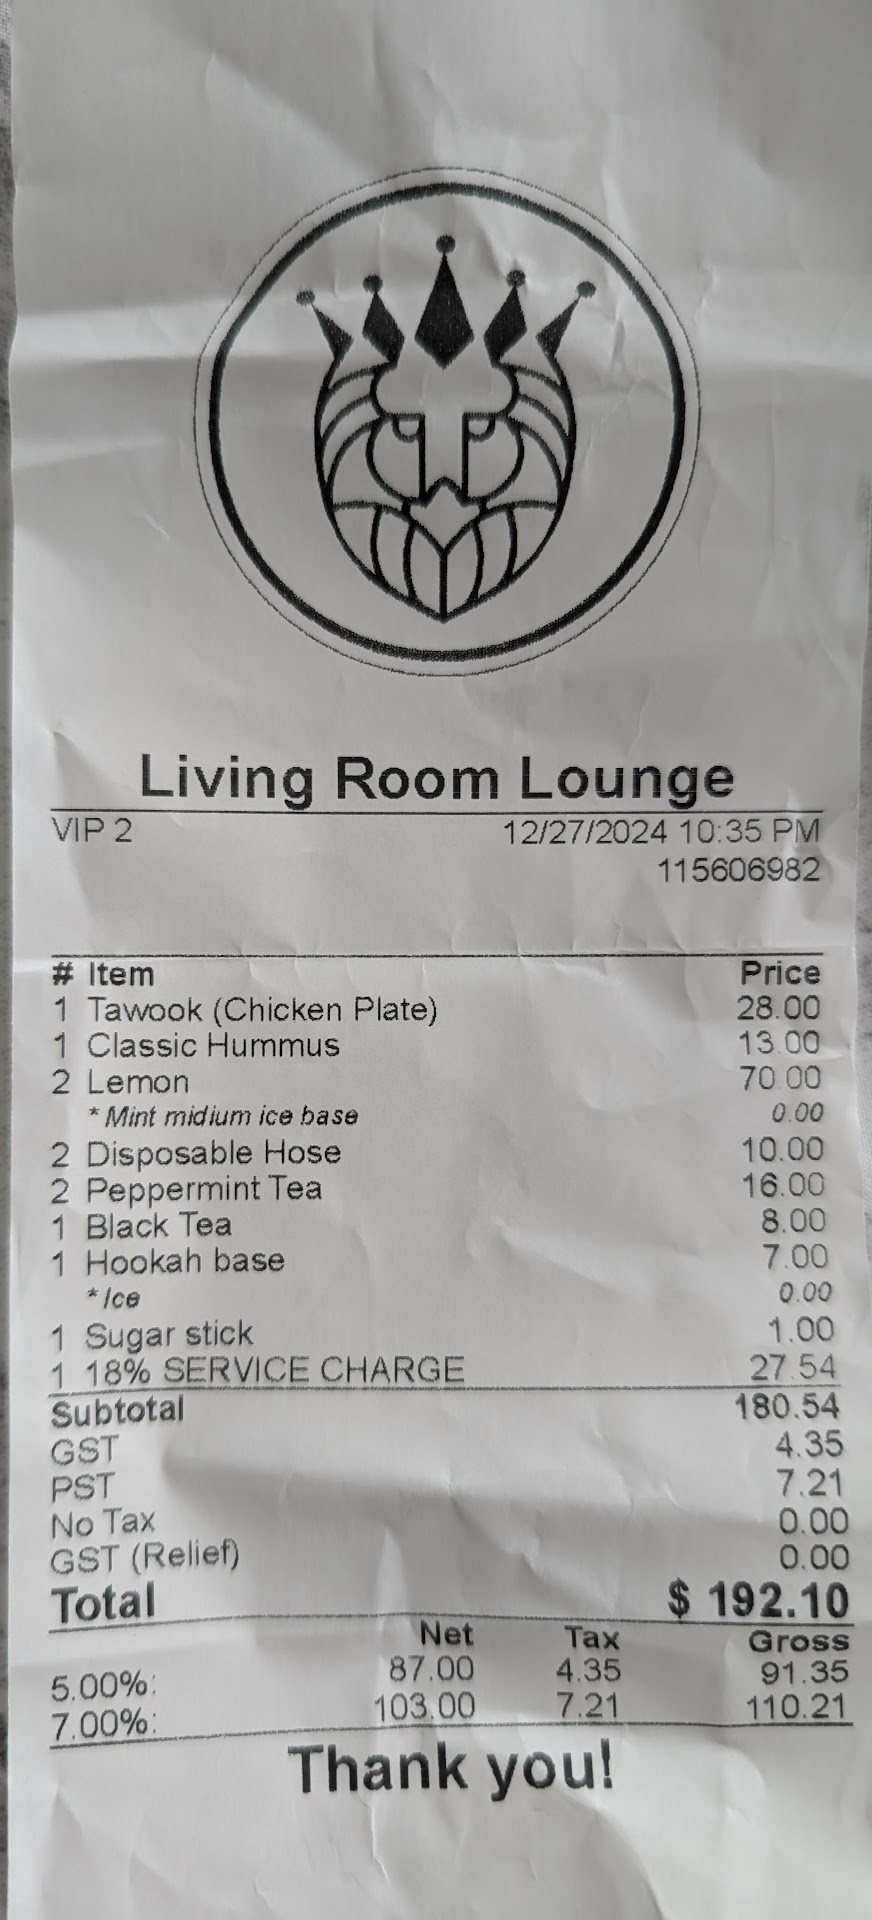 Living Room Lounge
VIP 2 12/27/2024 10:35 PM
115606982
# Item Price
1 Tawook (Chicken Plate) 28.00
1 Classic Hummus 13.00
2 Lemon 70.00
* Mint midium ice base 0.00
2 Disposable Hose 10.00
2 Peppermint Tea 16.00
1 Black Tea 8.00
1 Hookah base 7.00
* Ice 0.00
1 Sugar stick 1.00
1 18% SERVICE CHARGE 27.54
Subtotal 180.54
GST 4.35
PST 7.21
No Tax 0.00
GST (Relief) 0.00
Total $ 192.10
Net Tax Gross
5.00%: 87.00 4.35 91.35
7.00%: 103.00 7.21 110.21
Thank you!